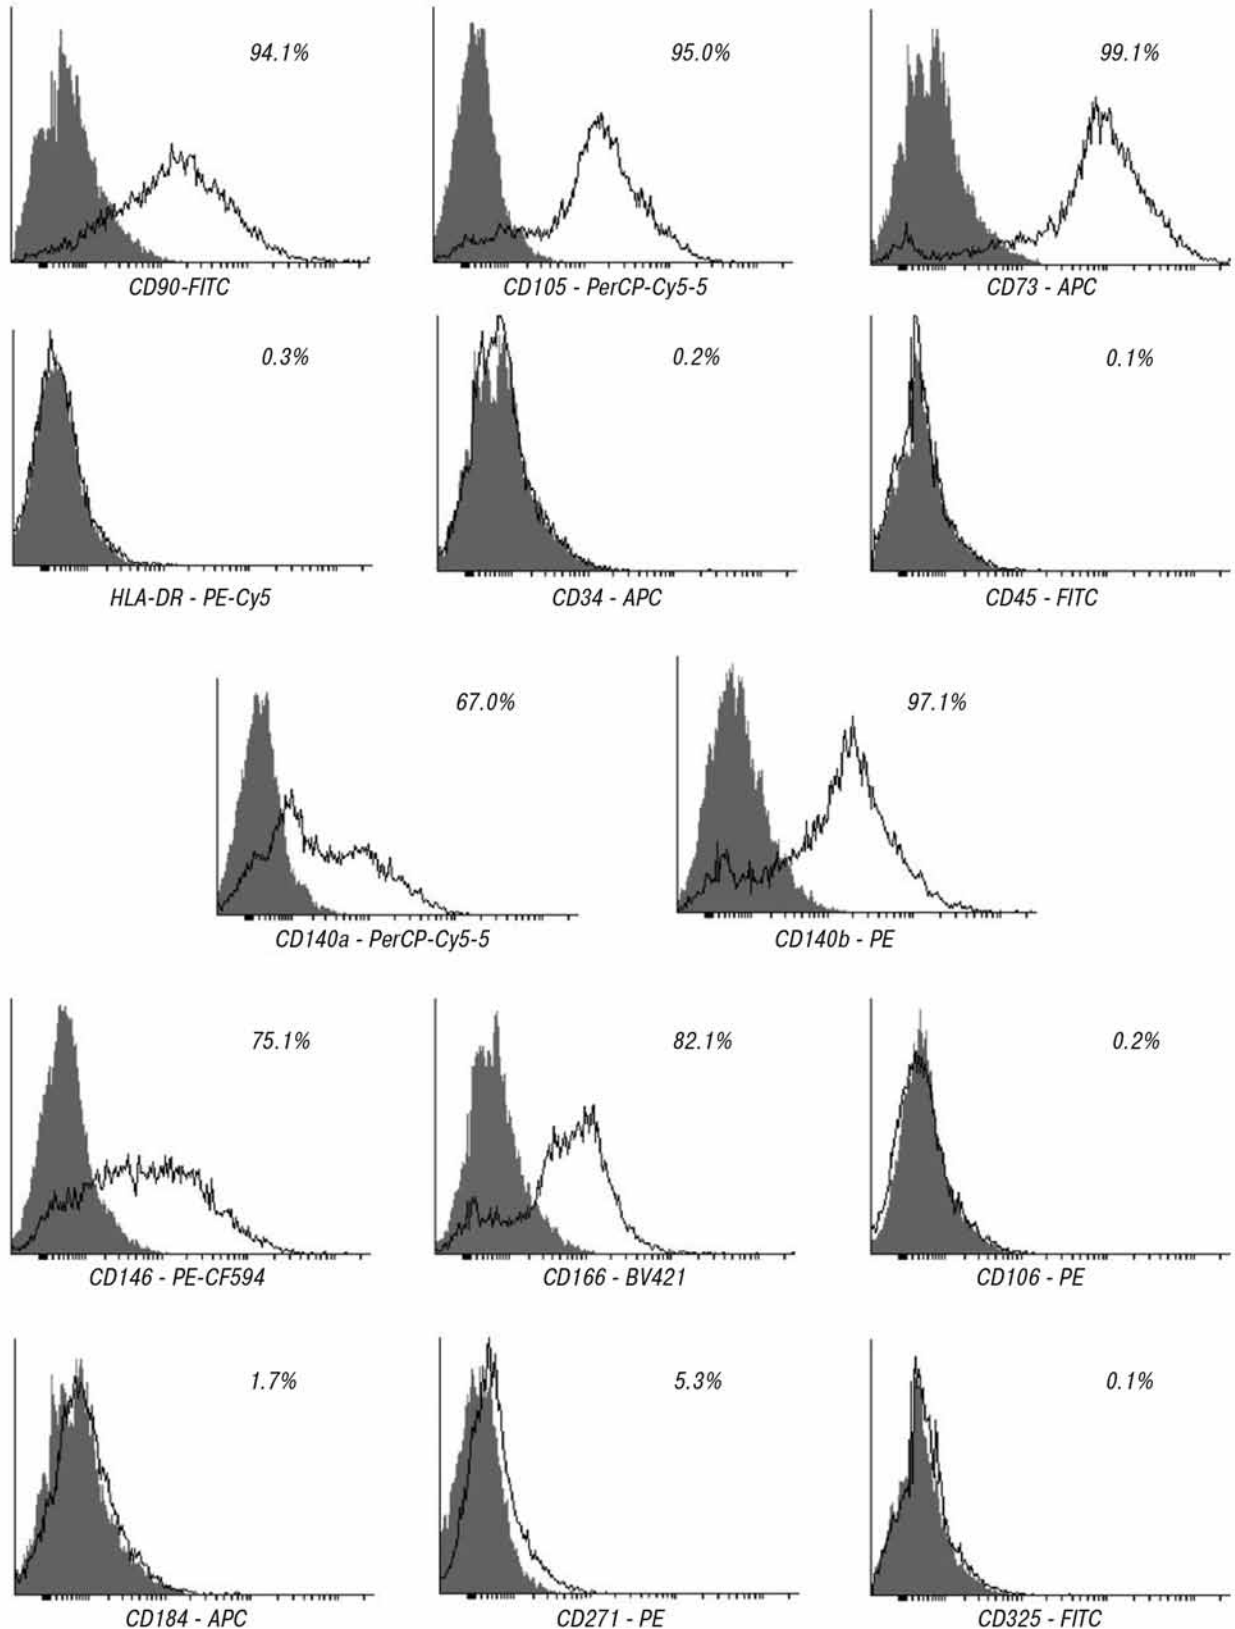 94.1%
95.0%
99.1%
CD90-FITC
CD105 - PerCP-Cy5-5
CD73 - APC
0.3%
0.2%
0.1%
HLA-DR - PE-Cy5
CD34 - APC
CD45 - FITC
67.0%
97.1%
CD140a - PerCP-Cy5-5
CD140b - PE
75.1%
82.1%
0.2%
CD146 - PE-CF594
CD166 - BV421
CD106 - PE
1.7%
5.3%
0.1%
CD184 - APC
CD271 - PE
CD325 - FITC